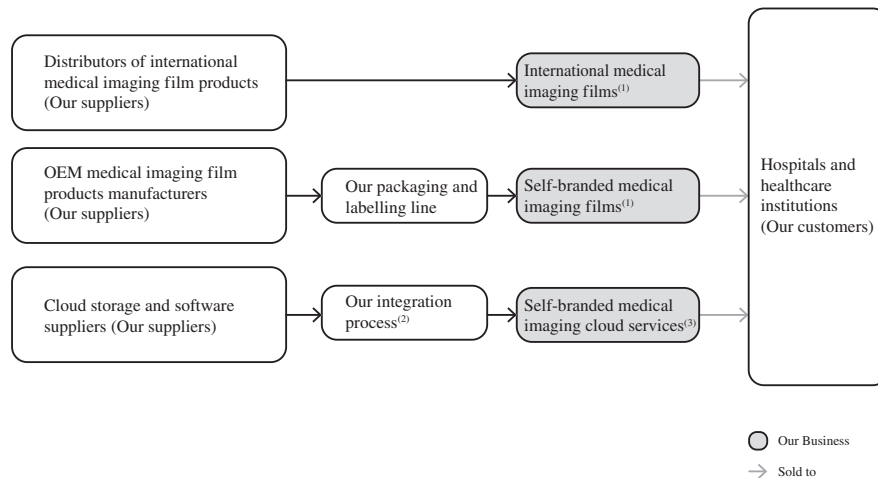 Distributors of international
medical imaging film products
(Our suppliers)
International medical
imaging films(1)
OEM medical imaging film
products manufacturers
(Our suppliers)
Our packaging and
labelling line
Self-branded medical
imaging films(1)
Cloud storage and software
suppliers (Our suppliers)
Our integration
process(2)
Self-branded medical
imaging cloud services(3)
Hospitals and
healthcare
institutions
(Our customers)
Our Business
Sold to